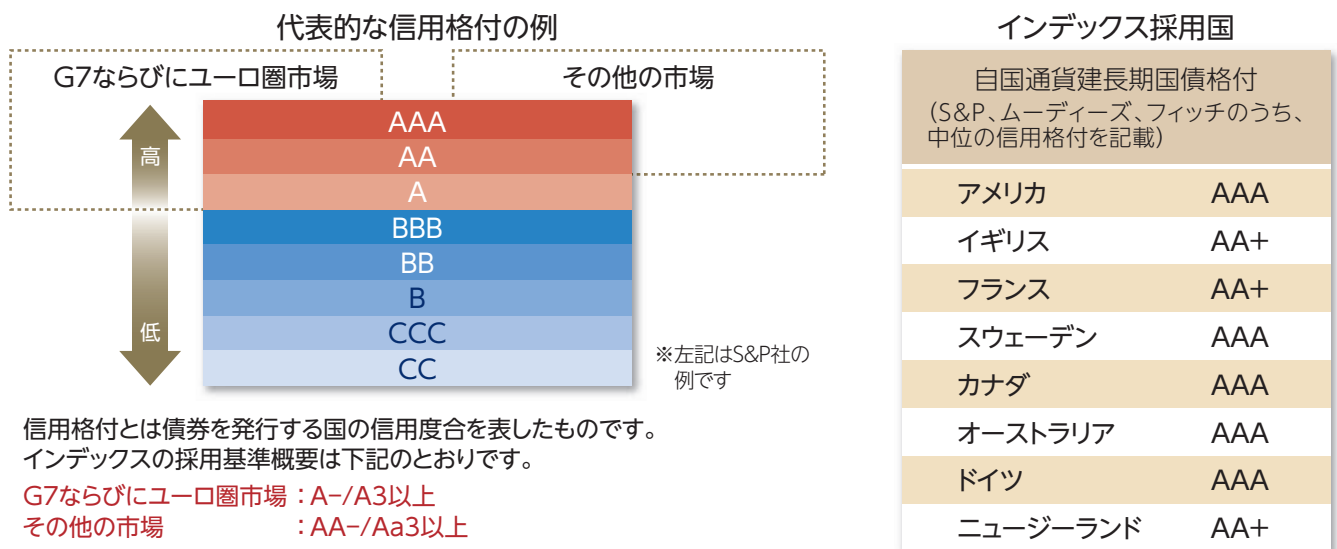 代表的な信用格付の例
G7ならびにユーロ圏市場
その他の市場
高
低
AAA
AA
A
BBB
BB
B
CCC
CC
※左記はS&P社の
例です
信用格付とは債券を発行する国の信用度合を表したものです。
インデックスの採用基準概要は下記のとおりです。
G7ならびにユーロ圏市場：A−/A3以上
その他の市場　　　　　：AA−/Aa3以上
インデックス採用国
自国通貨建長期国債格付
（S&P、ムーディーズ、フィッチのうち、
中位の信用格付を記載）
アメリカ AAA
イギリス AA+
フランス AA+
スウェーデン AAA
カナダ AAA
オーストラリア AAA
ドイツ AAA
ニュージーランド AA+